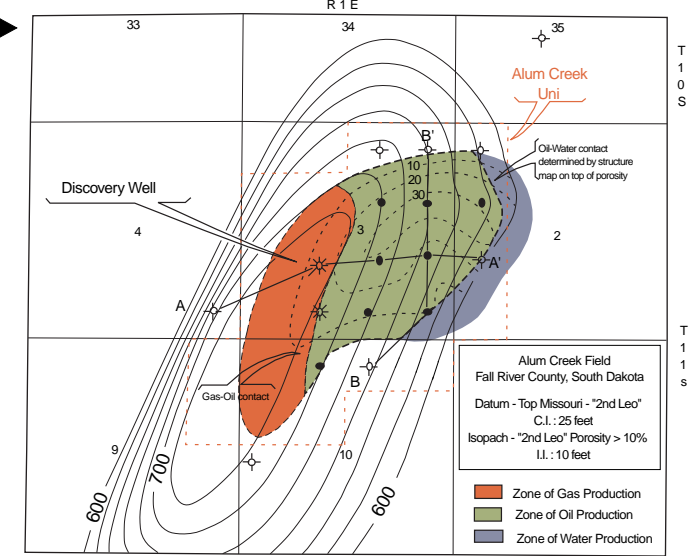 R 1 E
33
34
35
T
1
0
S
Alum Creek
Uni
B'
Oil-Water contact
determined by structure
map on top of porosity
10
20
30
Discovery Well
4
3
2
A'
A
T
1
1
s
B
Gas-Oil contact
Alum Creek Field
Fall River County, South Dakota
Datum - Top Missouri - "2nd Leo"
C.I. : 25 feet
Isopach - "2nd Leo" Porosity > 10%
I.I. : 10 feet
9
700
10
600
600
Zone of Gas Production
Zone of Oil Production
Zone of Water Production